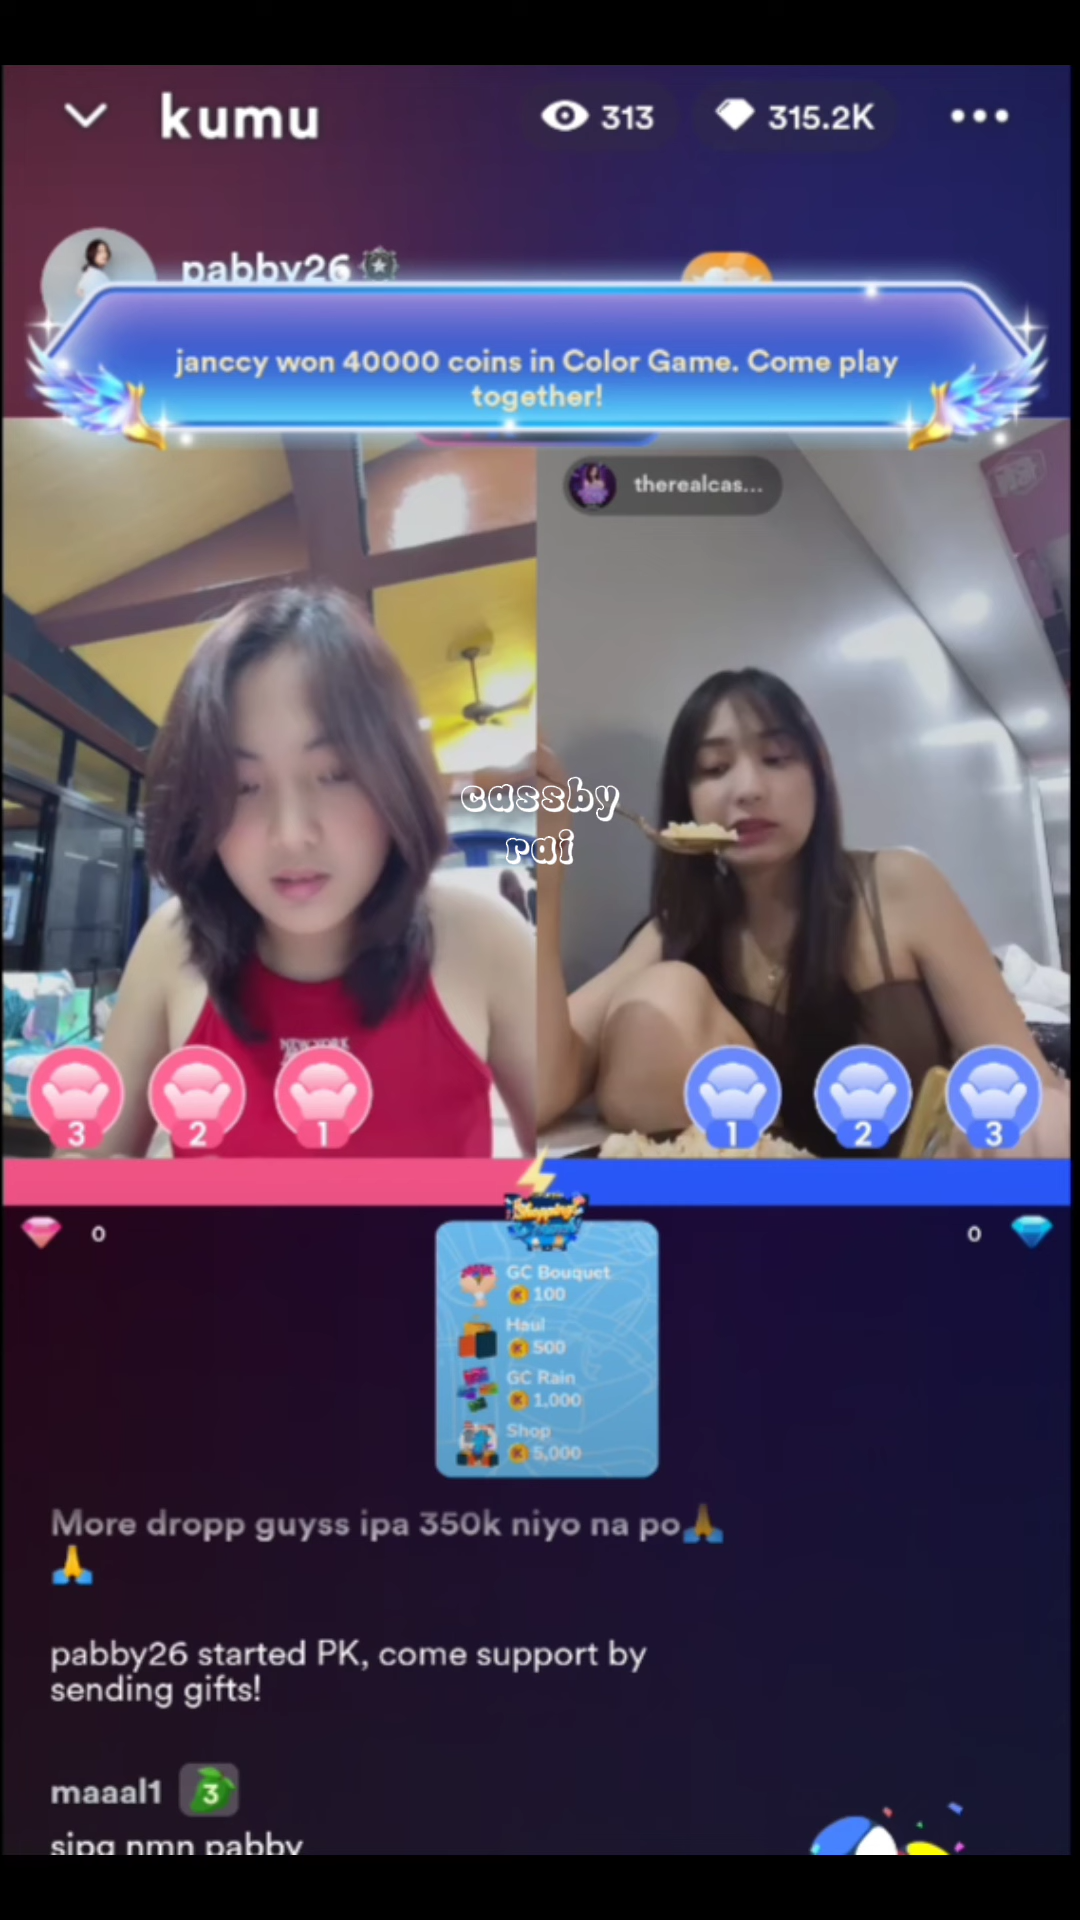 kumu
313
315.2K
pabby26
janccy won 40000 coins in Color Game. Come play
together!
therealcas...
cassby
rai
NEW YORK
3
2
1
1
2
3
0
0
Shopping
GC Bouquet
100
Haul
500
GC Rain
1,000
Shop
5,000
More dropp guyss ipa 350k niyo na po🙏
🙏
pabby26 started PK, come support by
sending gifts!
maaal1
3
sipg nmn pabby